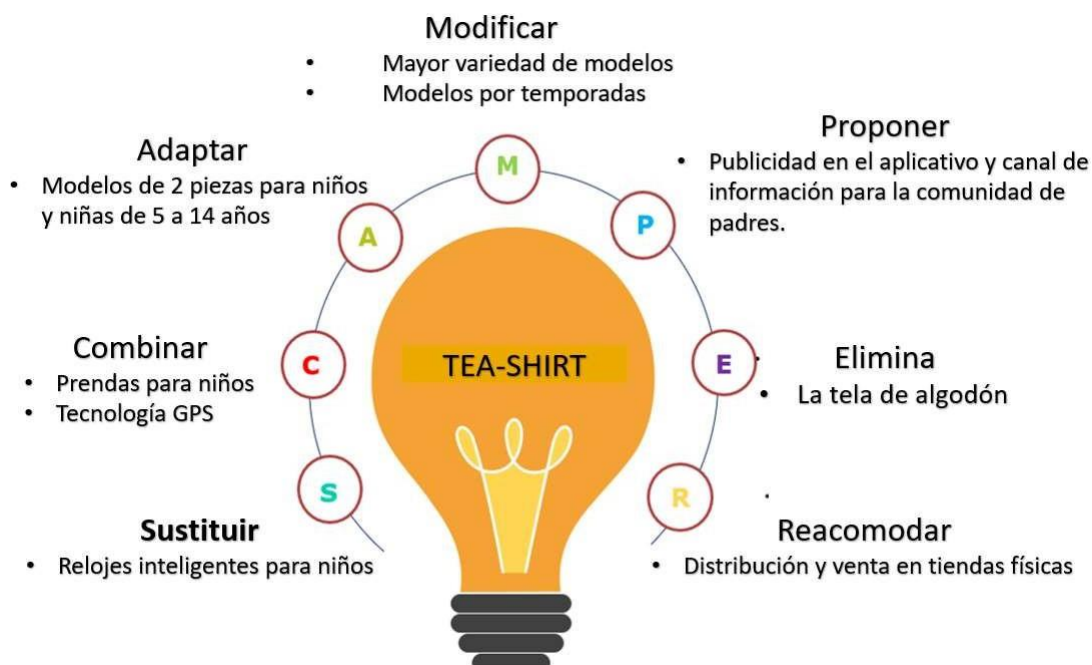 Modificar
• Mayor variedad de modelos
• Modelos por temporadas
Proponer
• Publicidad en el aplicativo y canal de
información para la comunidad de
padres.
Adaptar
• Modelos de 2 piezas para niños
y niñas de 5 a 14 años
M
A
P
Combinar
• Prendas para niños
• Tecnología GPS
C
TEA-SHIRT
E
Elimina
• La tela de algodón
S
R
Sustituir
• Relojes inteligentes para niños
Reacomodar
• Distribución y venta en tiendas físicas